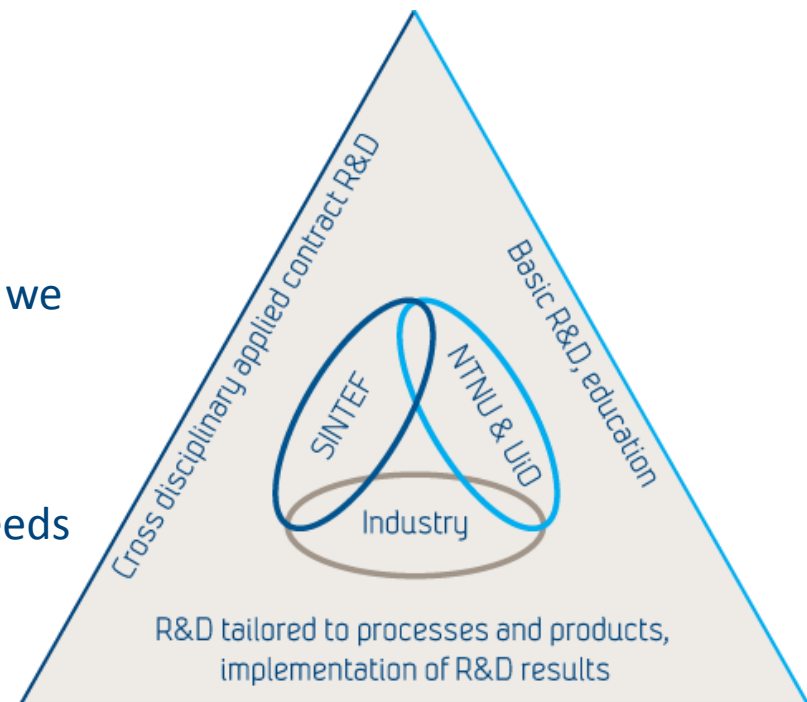 we
eeds
Cross disciplinary applied contract R&D
Basic R&D, education
SINTEF
NTNU & UiO
Industry
R&D tailored to processes and products,
implementation of R&D results